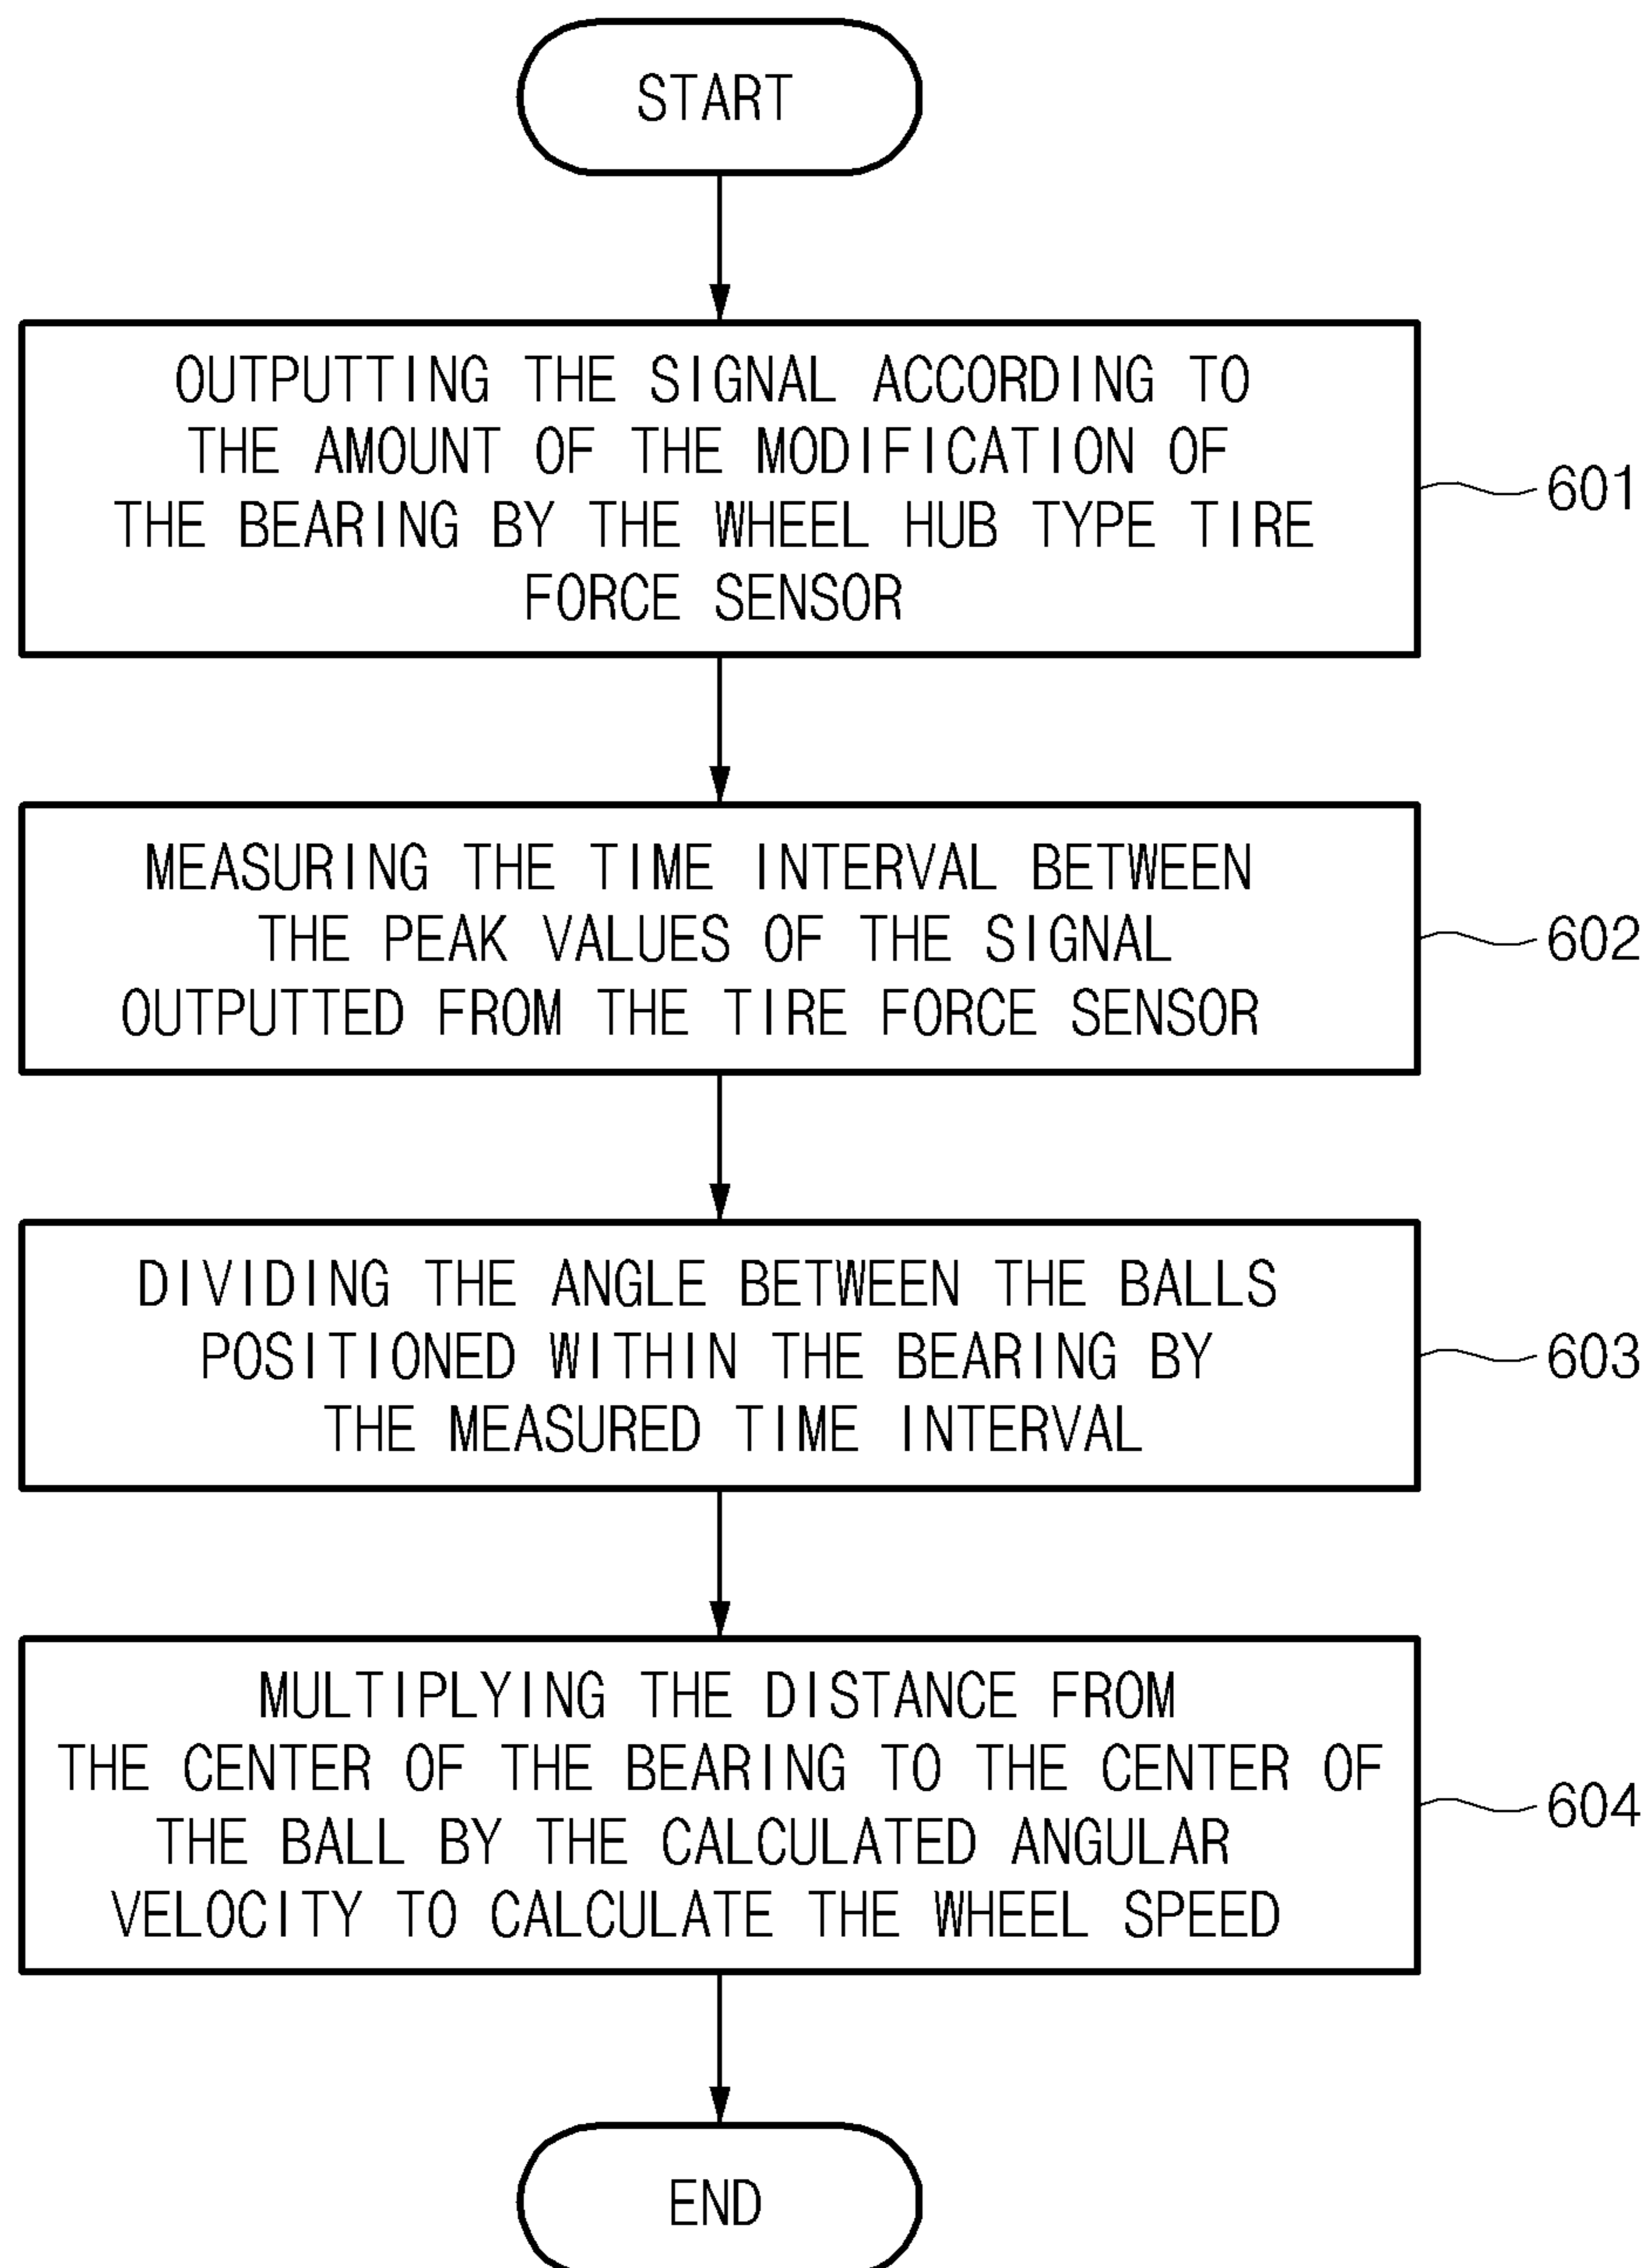 START
OUTPUTTING THE SIGNAL ACCORDING TO
THE AMOUNT OF THE MODIFICATION OF
THE BEARING BY THE WHEEL HUB TYPE TIRE
FORCE SENSOR
601
MEASURING THE TIME INTERVAL BETWEEN
THE PEAK VALUES OF THE SIGNAL
OUTPUTTED FROM THE TIRE FORCE SENSOR
602
DIVIDING THE ANGLE BETWEEN THE BALLS
POSITIONED WITHIN THE BEARING BY
THE MEASURED TIME INTERVAL
603
MULTIPLYING THE DISTANCE FROM
THE CENTER OF THE BEARING TO THE CENTER OF
THE BALL BY THE CALCULATED ANGULAR
VELOCITY TO CALCULATE THE WHEEL SPEED
604
END